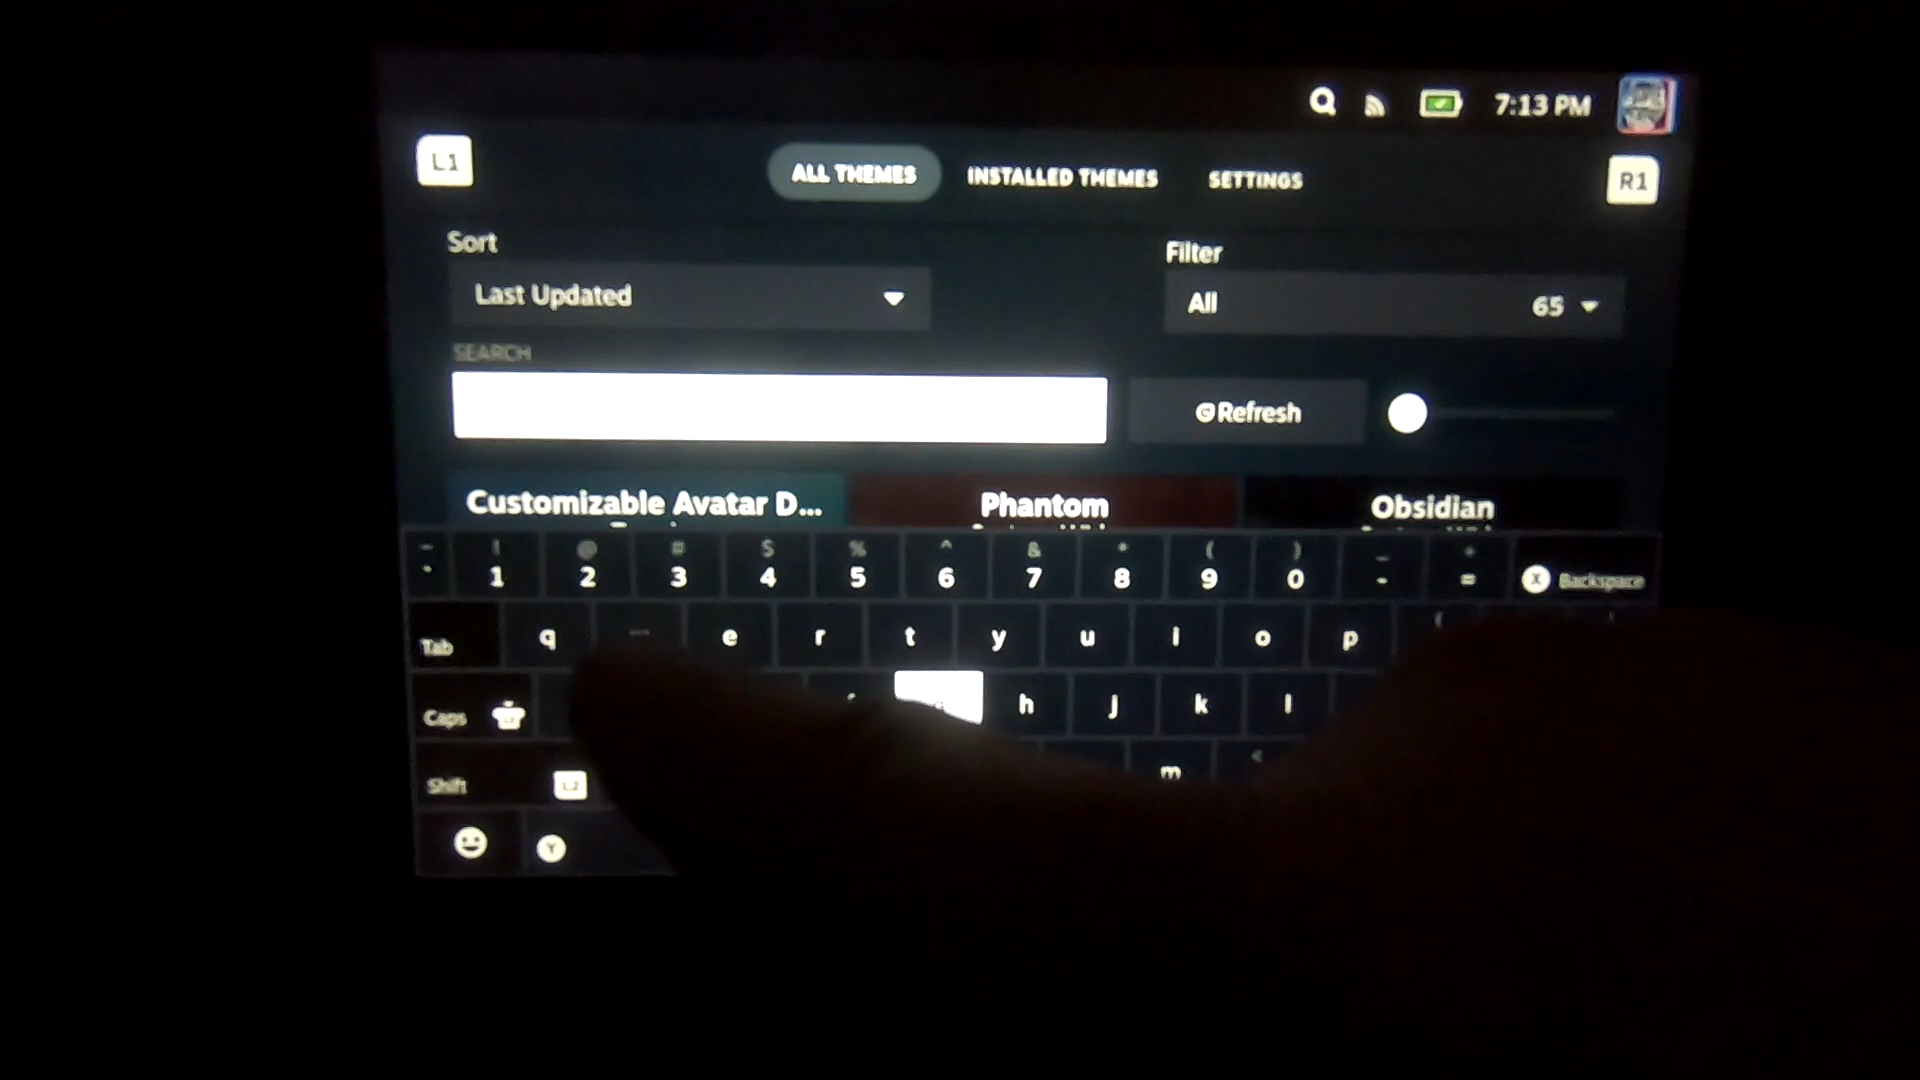 7:13 PM
L1
ALL THEMES
INSTALLED THEMES
SETTINGS
R1
Sort
Filter
Last Updated
All
65
SEARCH
Refresh
Customizable Avatar D...
Phantom
Obsidian
! @ $ % ^ & * ( ) _ +
1 2 3 4 5 6 7 8 9 0 - =
X Backspace
Tab q e r t y u i o p
Caps h j k l
Shift L2 m <
Y